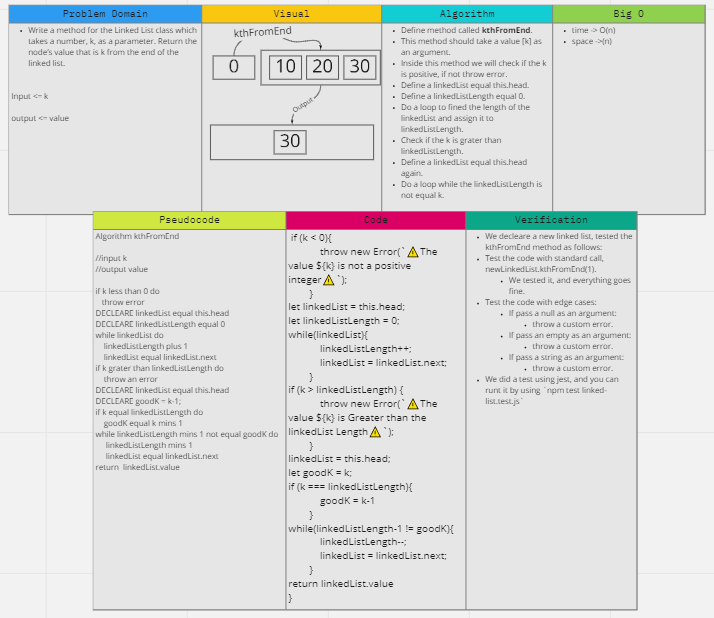 Problem Domain
Write a method for the Linked List class which
takes a number, k, as a parameter. Return the
node's value that is k from the end of the
linked list.
Input <= k
output <= value
Visual
kthFromEnd
0
10 20 30
Output
30
Algorithm
Define method called kthFromEnd.
This method should take a value [k] as
an argument.
Inside this method we will check if the k
is positive, if not throw error.
Define a linkedList equal this.head.
Define a linkedListLength equal 0.
Do a loop to fined the length of the
linkedList and assign it to
linkedListLength.
Check if the k is grater than
linkedListLength.
Define a linkedList equal this.head
again.
Do a loop while the linkedListLength is
not equal k.
Big O
time -> O(n)
space ->(n)
Pseudocode
Algorithm kthFromEnd
//input k
//output value
if k less than 0 do
throw error
DECLEARE linkedList equal this.head
DECLEARE linkedListLength equal 0
while linkedList do
linkedListLength plus 1
linkedList equal linkedList.next
if k grater than linkedListLength do
throw an error
DECLEARE linkedList equal this.head
DECLEARE goodK = k-1;
if k equal linkedListLength do
goodK equal k mins 1
while linkedListLength mins 1 not equal goodK do
linkedListLength mins 1
linkedList equal linkedList.next
return linkedList.value
Code
if (k < 0){
throw new Error(`⚠The
value ${k} is not a positive
integer⚠`);
}
let linkedList = this.head;
let linkedListLength = 0;
while(linkedList){
linkedListLength++;
linkedList = linkedList.next;
}
if (k > linkedListLength) {
throw new Error(`⚠The
value ${k} is Greater than the
linkedList Length⚠`);
}
linkedList = this.head;
let goodK = k;
if (k === linkedListLength){
goodK = k-1
}
while(linkedListLength-1 != goodK){
linkedListLength--;
linkedList = linkedList.next;
}
return linkedList.value
}
Verification
We decleare a new linked list, tested the
kthFromEnd method as follows:
Test the code with standard call,
newLinkedList.kthFromEnd(1).
We tested it, and everything goes
fine.
Test the code with edge cases:
If pass a null as an argument:
throw a custom error.
If pass an empty as an argument:
throw a custom error.
If pass a string as an argument:
throw a custom error.
We did a test using jest, and you can
runt it by using `npm test linked-
list.test.js`